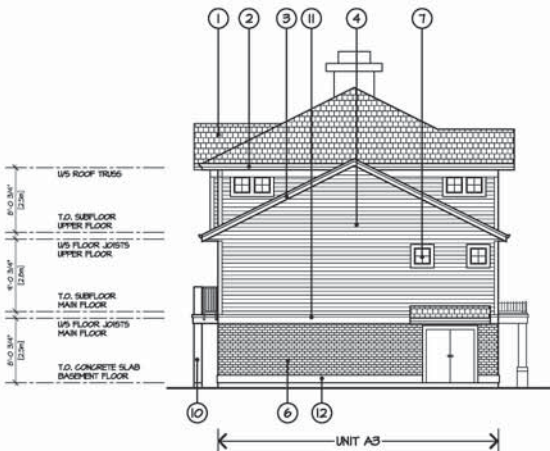 1 2 3 11 4 7
U/S ROOF TRUSS
8'-0 3/4"
[2.5m]
T.O. SUBFLOOR
UPPER FLOOR
U/S FLOOR JOISTS
UPPER FLOOR
9'-0 3/4"
[2.8m]
T.O. SUBFLOOR
MAIN FLOOR
U/S FLOOR JOISTS
MAIN FLOOR
8'-0 3/4"
[2.5m]
T.O. CONCRETE SLAB
BASEMENT FLOOR
10 6 12
UNIT A3